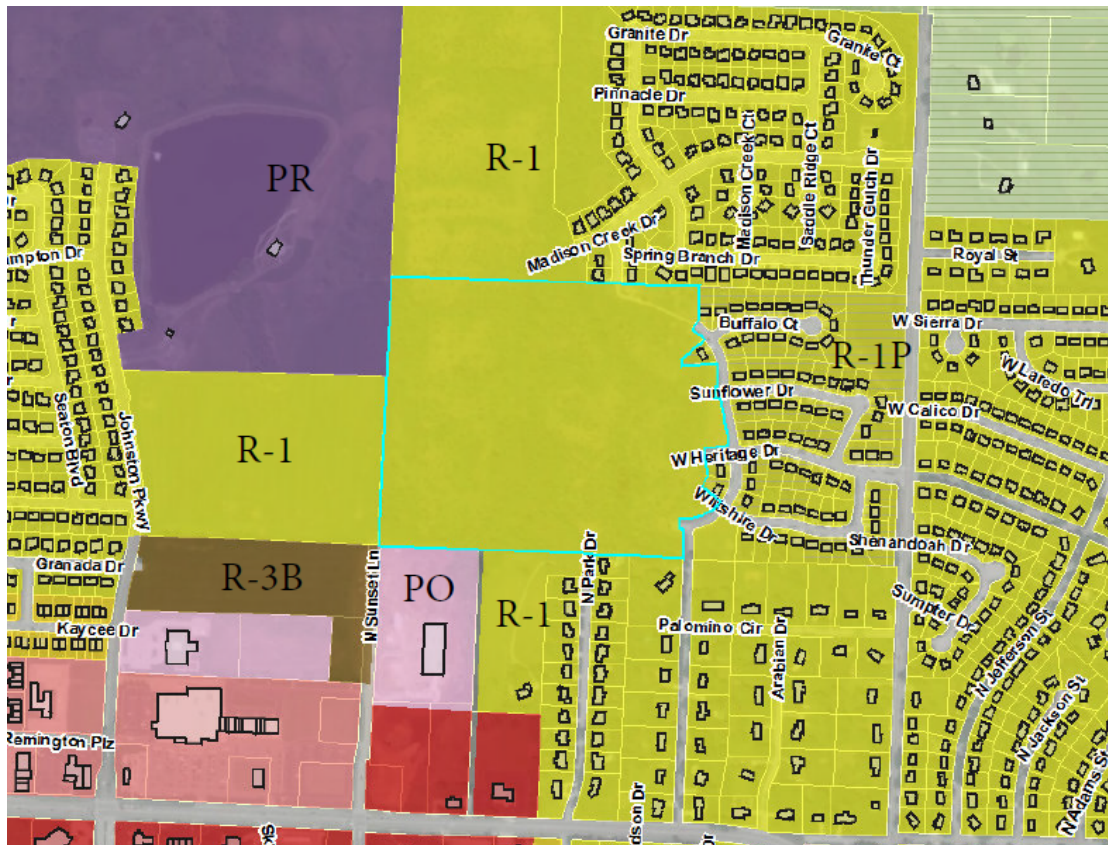 Granite Dr
Granite Ct
Pinnacle Dr
PR
R-1
Madison Creek Ct
Saddle Ridge Ct
Thunder Gulch Dr
Madison Creek Dr
Spring Branch Dr
Royal St
Buffalo Ct
W Sierra Dr
R-1P
W Laredo Trl
Sunflower Dr
W Calico Dr
Seaton Blvd
Johnston Pkwy
R-1
W Heritage Dr
Wiltshire Dr
Shenandoah Dr
Granada Dr
R-3B
N Sunset Ln
PO
R-1
N Park Dr
Sumpter Dr
Kaycee Dr
Palomino Cir
Arabian Dr
N Jefferson St
N Jackson St
N Adams St
Remington Plz